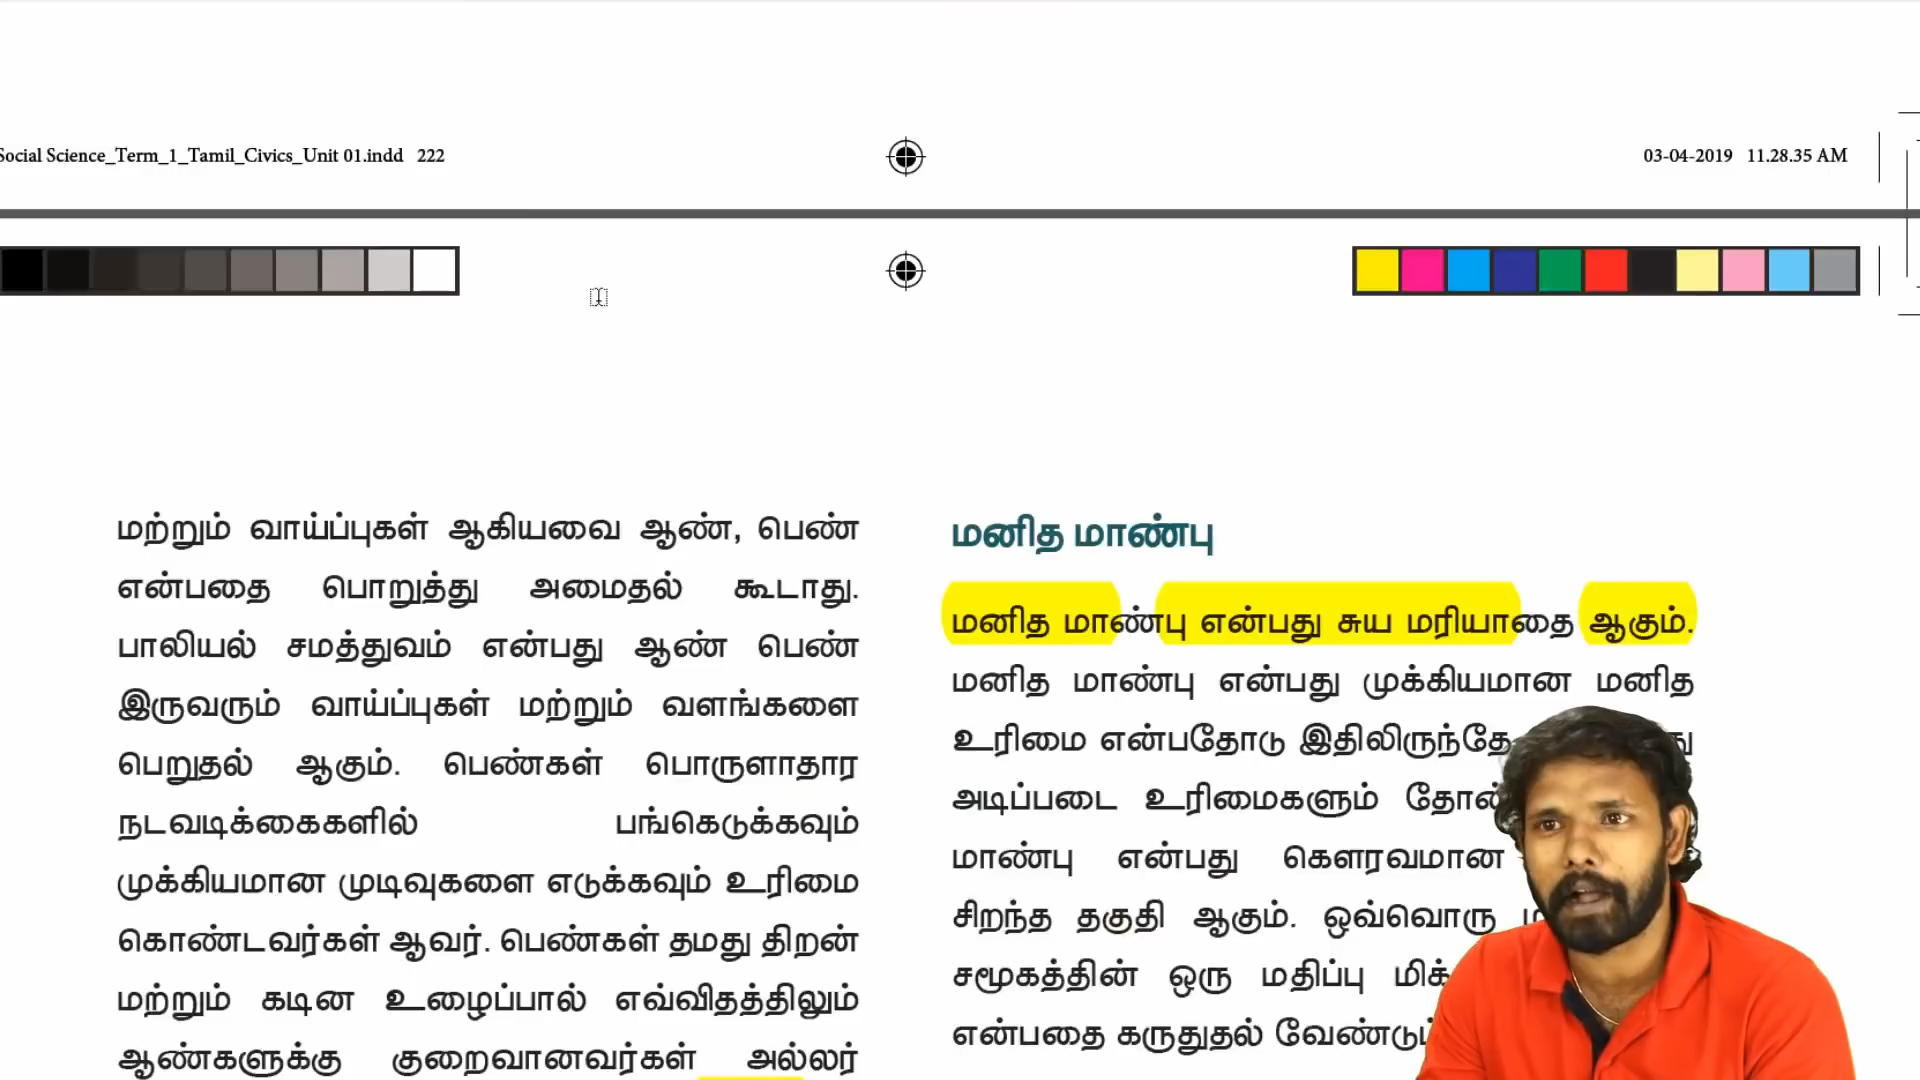 Social Science_Term_1_Tamil_Civics_Unit 01.indd 222
03-04-2019 11.28.35 AM
மற்றும் வாய்ப்புகள் ஆகியவை ஆண், பெண்
என்பதை பொறுத்து அமைதல் கூடாது.
பாலியல் சமத்துவம் என்பது ஆண் பெண்
இருவரும் வாய்ப்புகள் மற்றும் வளங்களை
பெறுதல் ஆகும். பெண்கள் பொருளாதார
நடவடிக்கைகளில் பங்கெடுக்கவும்
முக்கியமான முடிவுகளை எடுக்கவும் உரிமை
கொண்டவர்கள் ஆவர். பெண்கள் தமது திறன்
மற்றும் கடின உழைப்பால் எவ்விதத்திலும்
ஆண்களுக்கு குறைவானவர்கள் அல்லர்
மனித மாண்பு
மனித மாண்பு என்பது சுய மரியாதை ஆகும்.
மனித மாண்பு என்பது முக்கியமான மனித
உரிமை என்பதோடு இதிலிருந்தே
அடிப்படை உரிமைகளும்
மாண்பு என்பது கௌரவமான
சிறந்த தகுதி ஆகும். ஒவ்வொரு
சமூகத்தின் ஒரு மதிப்பு
என்பதை கருதுதல்